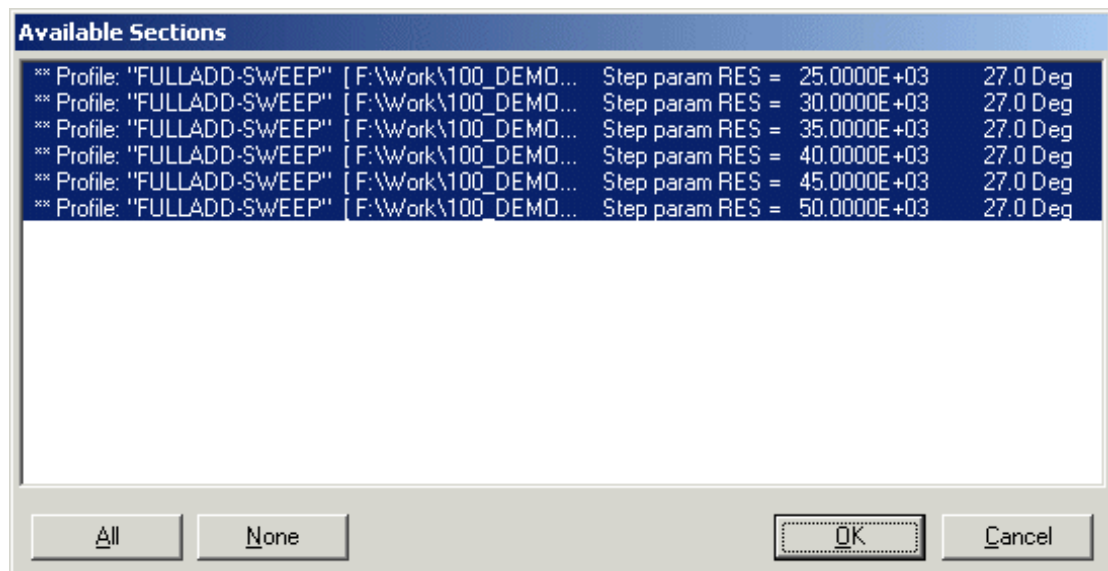 Available Sections
** Profile: "FULLADD-SWEEP" [ F:\Work\100_DEMO... Step param RES = 25.0000E+03 27.0 Deg
** Profile: "FULLADD-SWEEP" [ F:\Work\100_DEMO... Step param RES = 30.0000E+03 27.0 Deg
** Profile: "FULLADD-SWEEP" [ F:\Work\100_DEMO... Step param RES = 35.0000E+03 27.0 Deg
** Profile: "FULLADD-SWEEP" [ F:\Work\100_DEMO... Step param RES = 40.0000E+03 27.0 Deg
** Profile: "FULLADD-SWEEP" [ F:\Work\100_DEMO... Step param RES = 45.0000E+03 27.0 Deg
** Profile: "FULLADD-SWEEP" [ F:\Work\100_DEMO... Step param RES = 50.0000E+03 27.0 Deg
All None OK Cancel